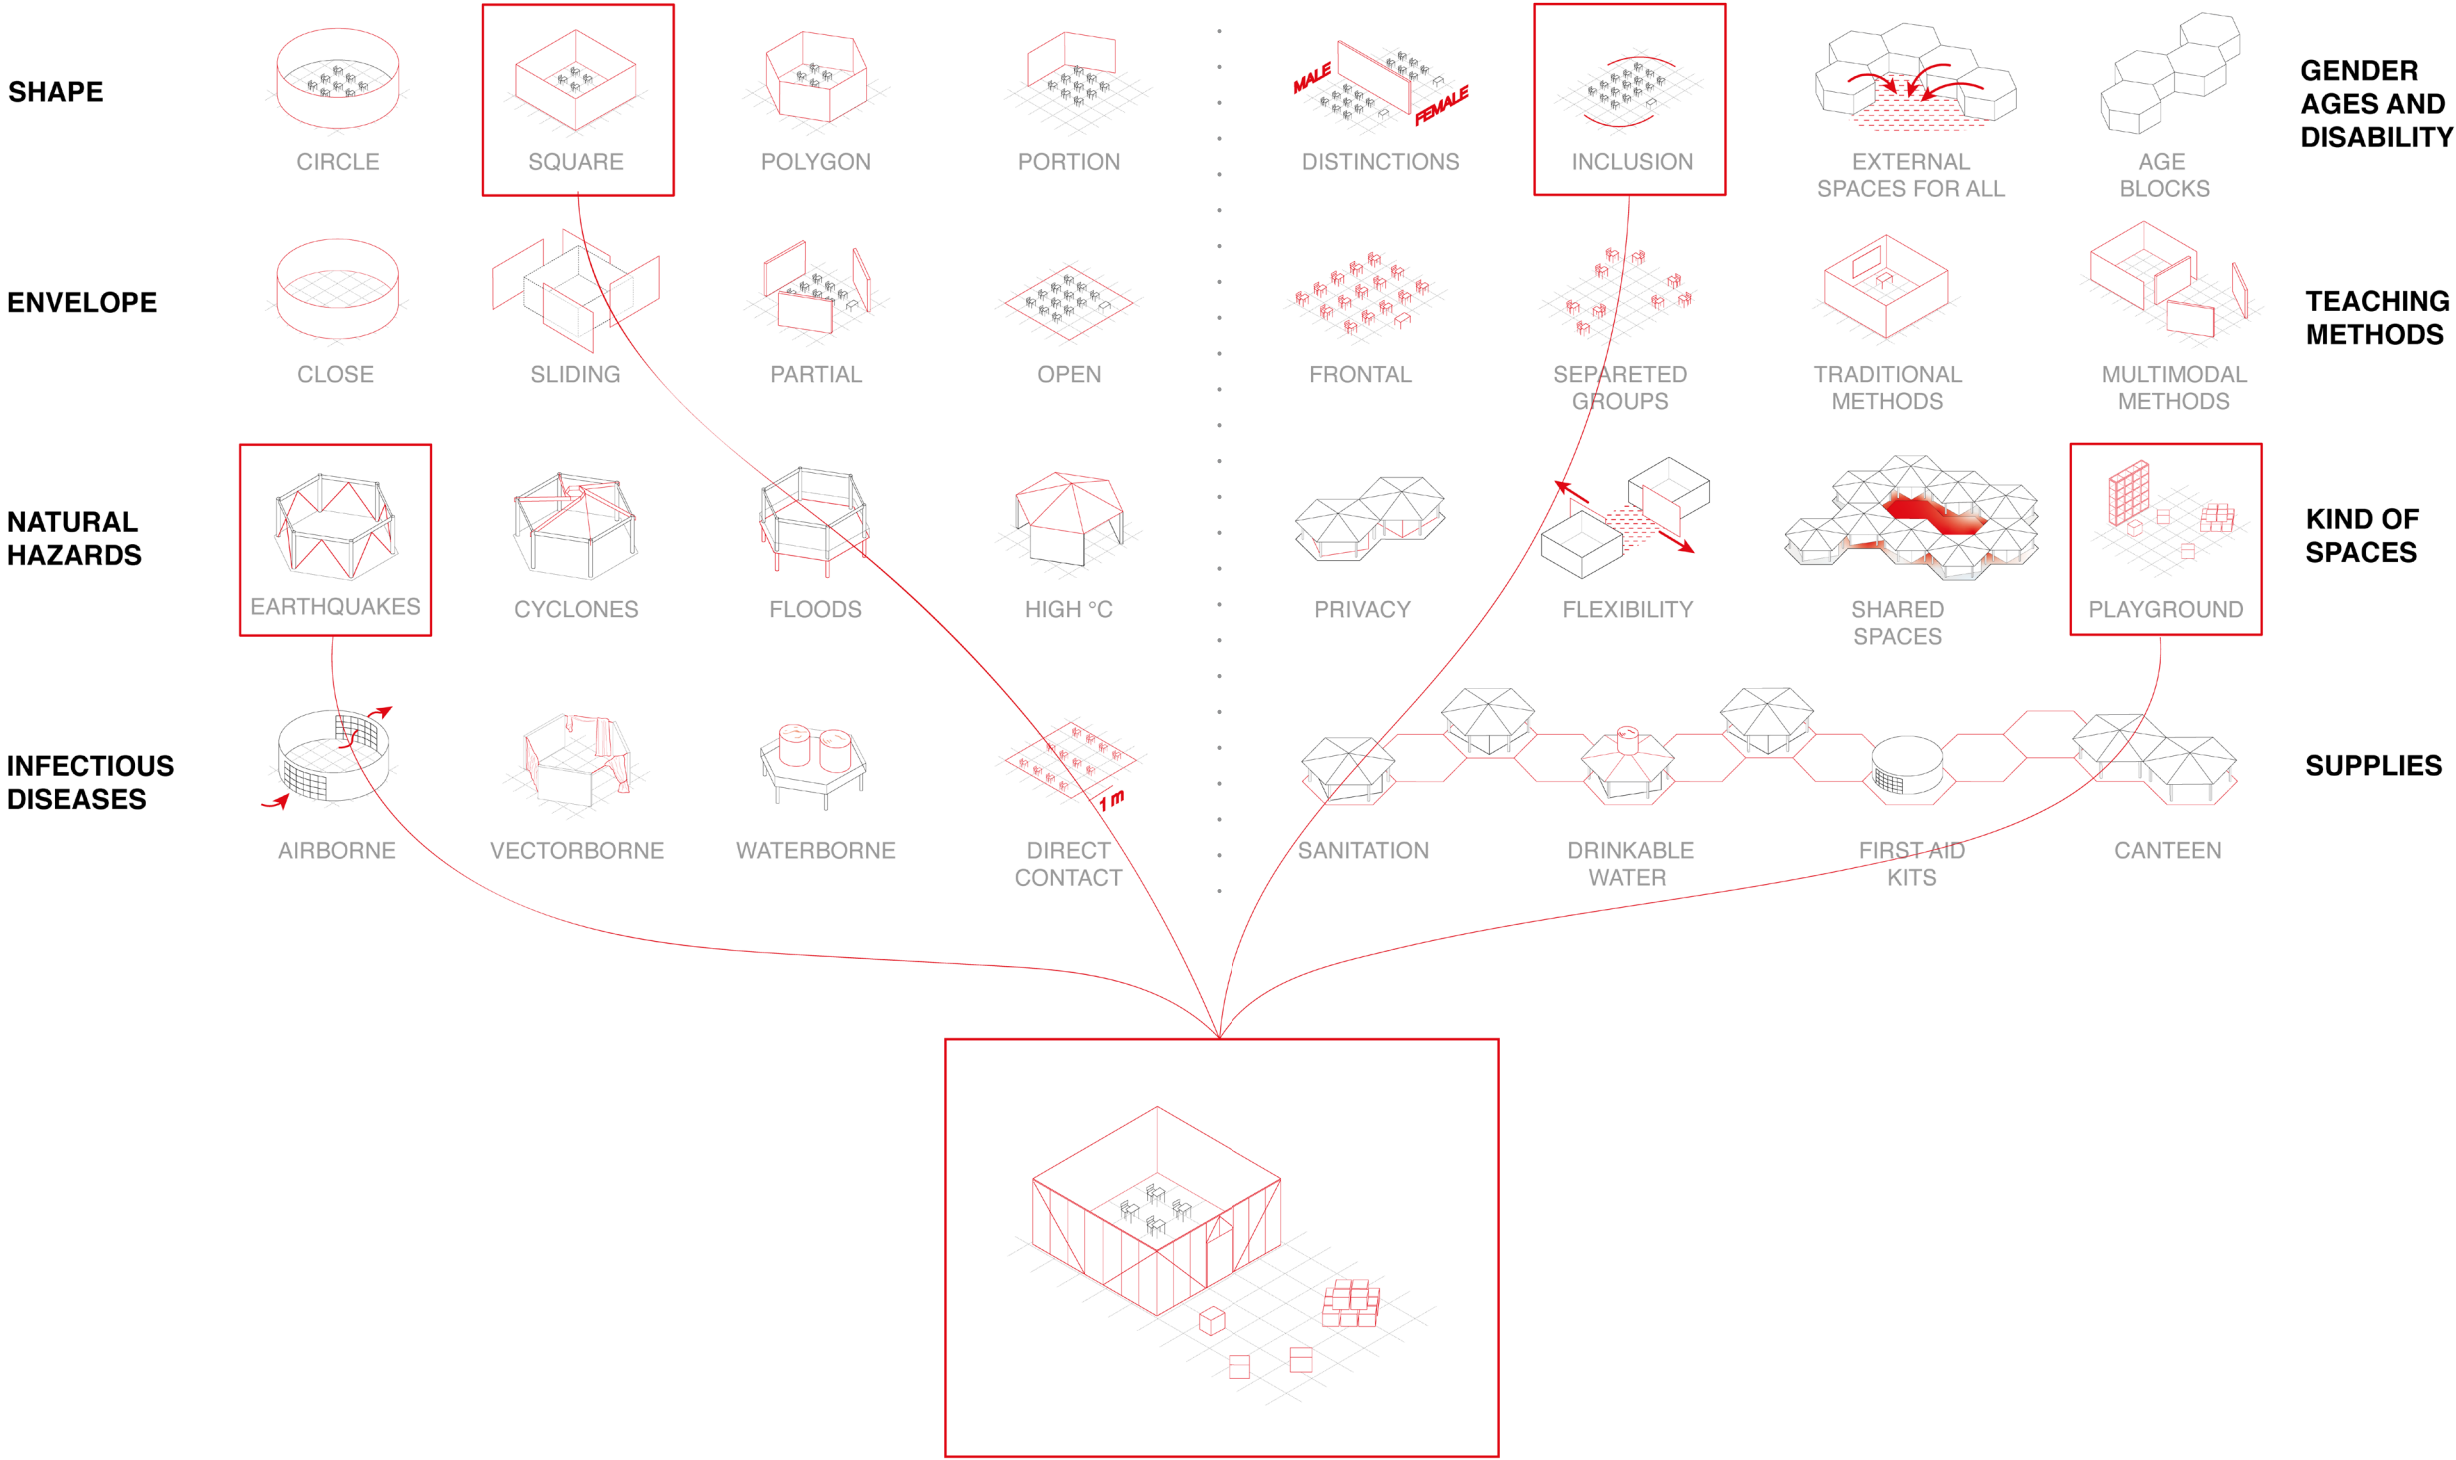 SHAPE
CIRCLE
SQUARE
POLYGON
PORTION
MALE
FEMALE
DISTINCTIONS
INCLUSION
EXTERNAL
SPACES FOR ALL
AGE
BLOCKS
GENDER
AGES AND
DISABILITY
ENVELOPE
CLOSE
SLIDING
PARTIAL
OPEN
FRONTAL
SEPARETED
GROUPS
TRADITIONAL
METHODS
MULTIMODAL
METHODS
TEACHING
METHODS
NATURAL
HAZARDS
EARTHQUAKES
CYCLONES
FLOODS
HIGH °C
PRIVACY
FLEXIBILITY
SHARED
SPACES
PLAYGROUND
KIND OF
SPACES
INFECTIOUS
DISEASES
AIRBORNE
VECTORBORNE
WATERBORNE
1 m
DIRECT
CONTACT
SANITATION
DRINKABLE
WATER
FIRST AID
KITS
CANTEEN
SUPPLIES